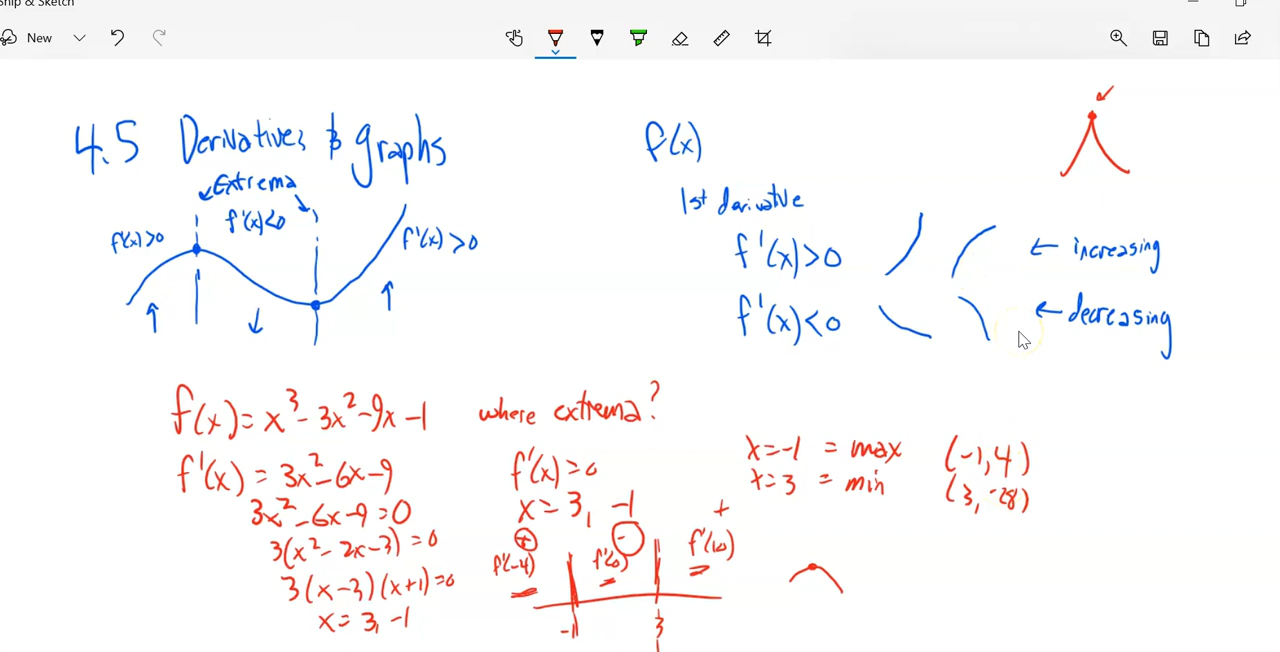 Ship & Sketch
New
4.5 Derivatives & graphs
Extrema
f'(x)>0
f'(x)<0
f'(x)>0
f(x)
1st derivative
f'(x)>0 ← increasing
f'(x)<0 ← decreasing
f(x)=x³-3x²-9x-1 where extrema?
f'(x)=3x²-6x-9
3x²-6x-9=0
3(x²-2x-3)=0
3(x-3)(x+1)=0
x=3,-1
f'(x)=0
x=3,-1
+ - +
f'(-4) f'(0) f'(10)
-1 3
x=-1 = max (-1,4)
x=3 = min (3,-28)